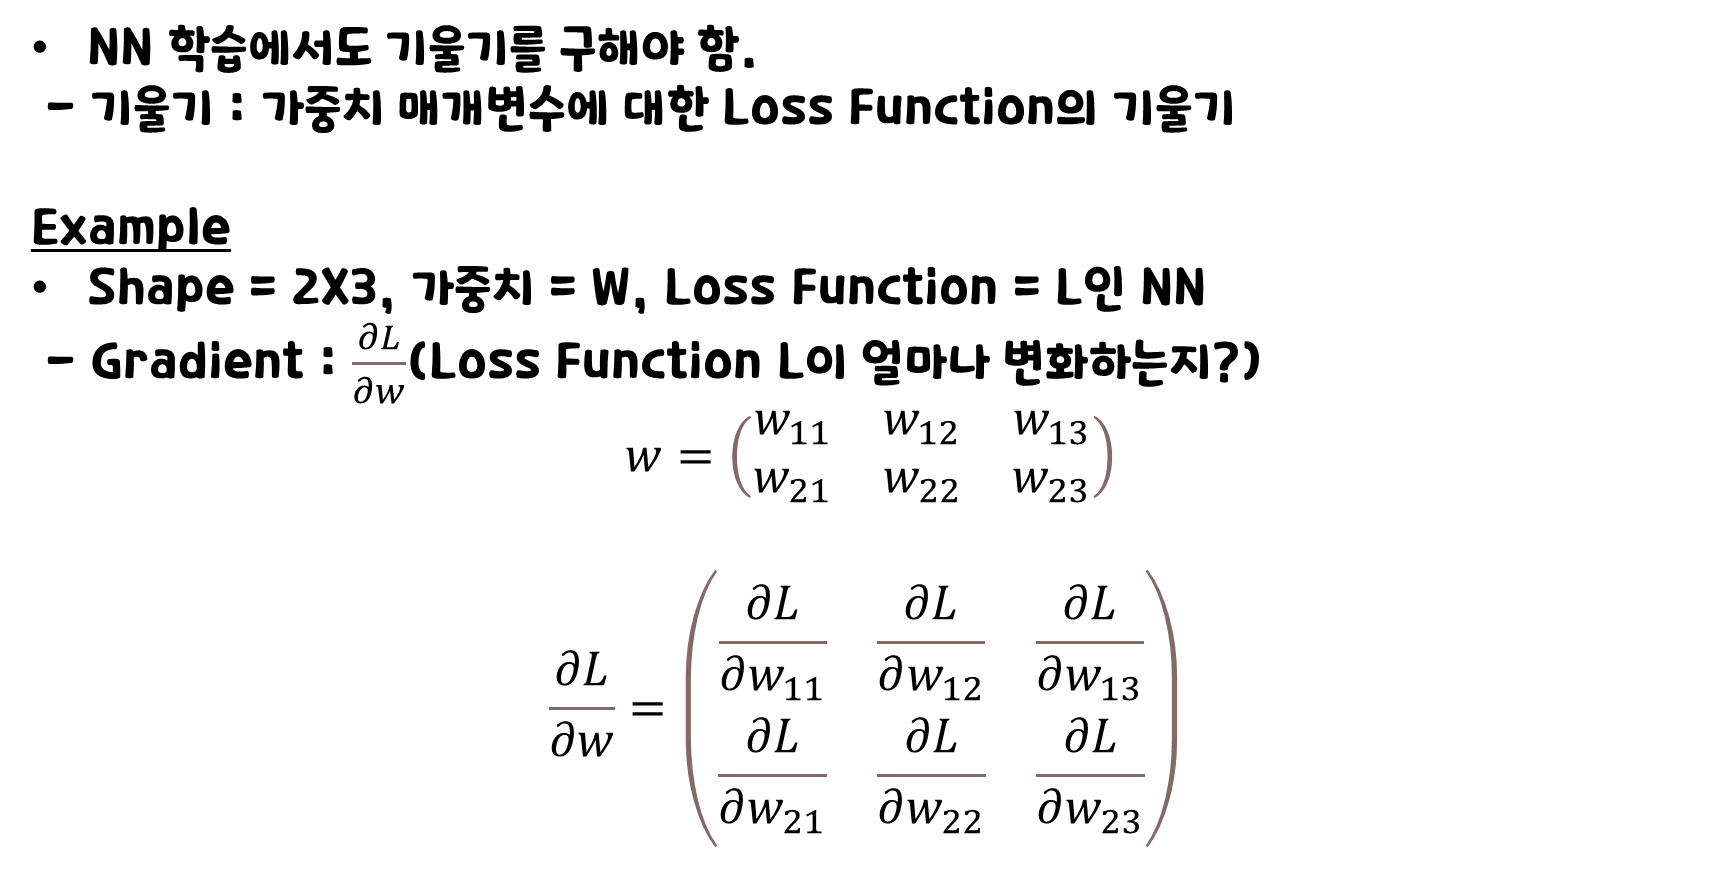 • NN 학습에서도 기울기를 구해야 함.
– 기울기 : 가중치 매개변수에 대한 Loss Function의 기울기
Example
• Shape = 2X3, 가중치 = W, Loss Function = L인 NN
– Gradient : ∂L/∂w(Loss Function L이 얼마나 변화하는지?)
w = (w₁₁ w₁₂ w₁₃
w₂₁ w₂₂ w₂₃)
∂L/∂w = (∂L/∂w₁₁ ∂L/∂w₁₂ ∂L/∂w₁₃
∂L/∂w₂₁ ∂L/∂w₂₂ ∂L/∂w₂₃)